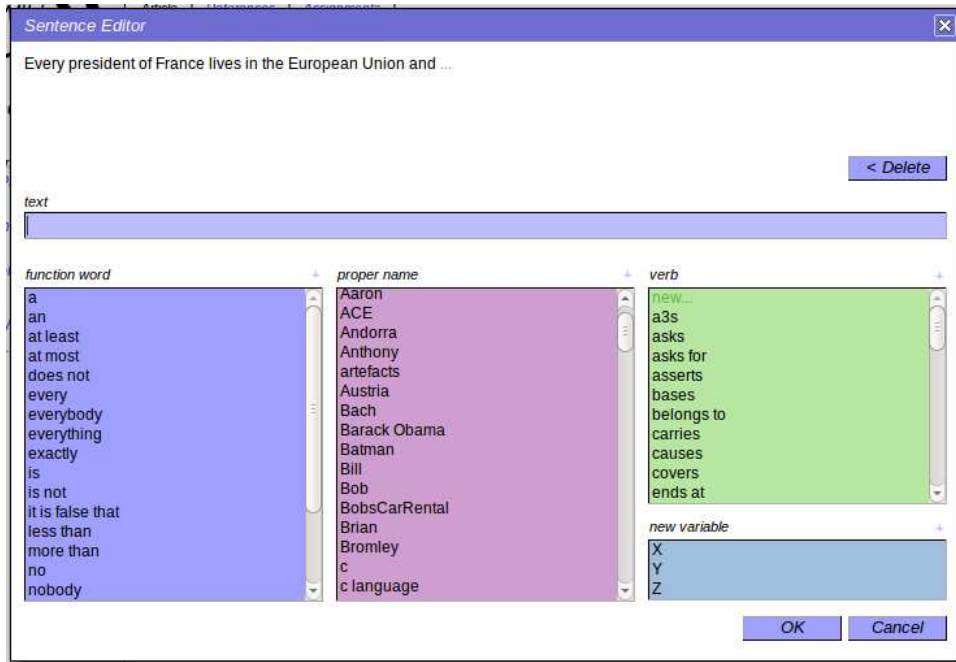 Article | References | Assignments |
Sentence Editor
Every president of France lives in the European Union and ...
< Delete
text
function word +
a
an
at least
at most
does not
every
everybody
everything
exactly
is
is not
it is false that
less than
more than
no
nobody
proper name +
Aaron
ACE
Andorra
Anthony
artefacts
Austria
Bach
Barack Obama
Batman
Bill
Bob
BobsCarRental
Brian
Bromley
c
c language
verb +
new...
a3s
asks
asks for
asserts
bases
belongs to
carries
causes
covers
ends at
new variable +
X
Y
Z
OK
Cancel